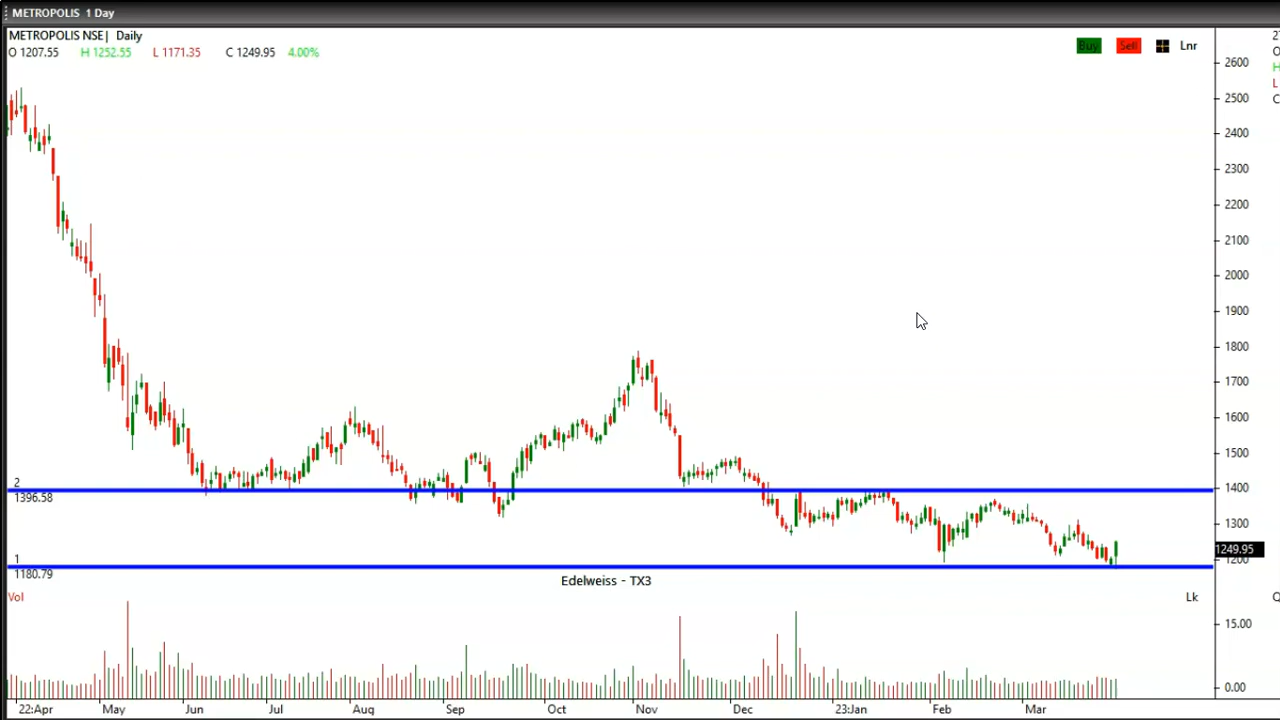 METROPOLIS 1 Day
METROPOLIS NSE| Daily
O 1207.55 H 1252.55 L 1171.35 C 1249.95 4.00%
Buy Sell Lnr
2600
2500
2400
2300
2200
2100
2000
1900
1800
1700
1600
1500
1400
1300
1249.95
1200
2
1396.58
1
1180.79
Edelweiss - TX3
Vol
Lk
15.00
0.00
22:Apr May Jun Jul Aug Sep Oct Nov Dec 23:Jan Feb Mar